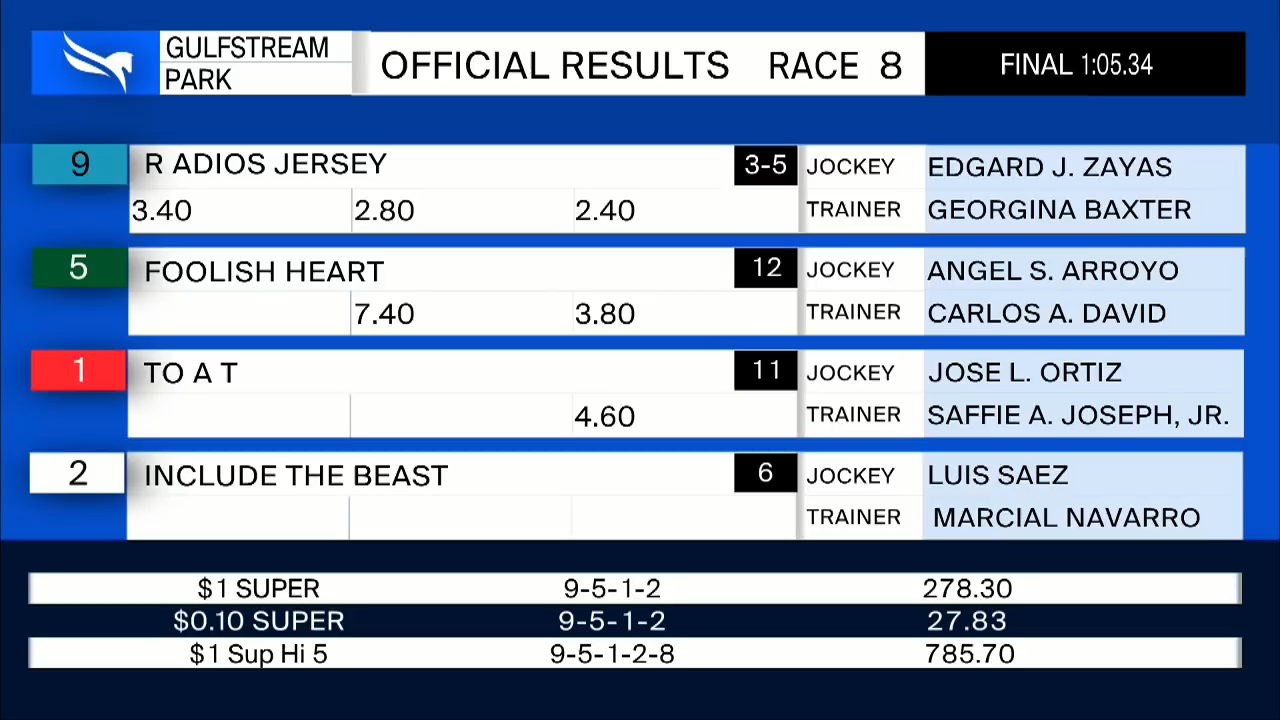 GULFSTREAM PARK
OFFICIAL RESULTS RACE 8
FINAL 1:05.34
9 R ADIOS JERSEY 3-5 JOCKEY EDGARD J. ZAYAS
3.40 2.80 2.40 TRAINER GEORGINA BAXTER
5 FOOLISH HEART 12 JOCKEY ANGEL S. ARROYO
7.40 3.80 TRAINER CARLOS A. DAVID
1 TO A T 11 JOCKEY JOSE L. ORTIZ
4.60 TRAINER SAFFIE A. JOSEPH, JR.
2 INCLUDE THE BEAST 6 JOCKEY LUIS SAEZ
TRAINER MARCIAL NAVARRO
$1 SUPER 9-5-1-2 278.30
$0.10 SUPER 9-5-1-2 27.83
$1 Sup Hi 5 9-5-1-2-8 785.70